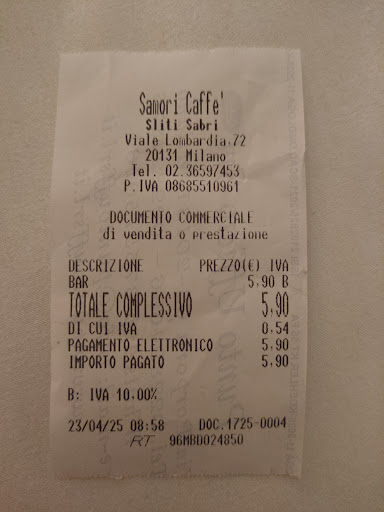 Samori Caffe'
Sliti Sabri
Viale Lombardia,72
20131 Milano
Tel. 02.3659/453
P.IVA 08685510961
DOCUMENTO COMMERCIALE
di vendita o prestazione
DESCRIZIONE PREZZO(€) IVA
BAR 5,90 B
TOTALE COMPLESSIVO 5,90
DI CUI IVA 0,54
PAGAMENTO ELETTRONICO 5,90
IMPORTO PAGATO 5,90
B: IVA 10,00%
23/04/25 08:58 DOC.1725-0004
RT 96MBD024850